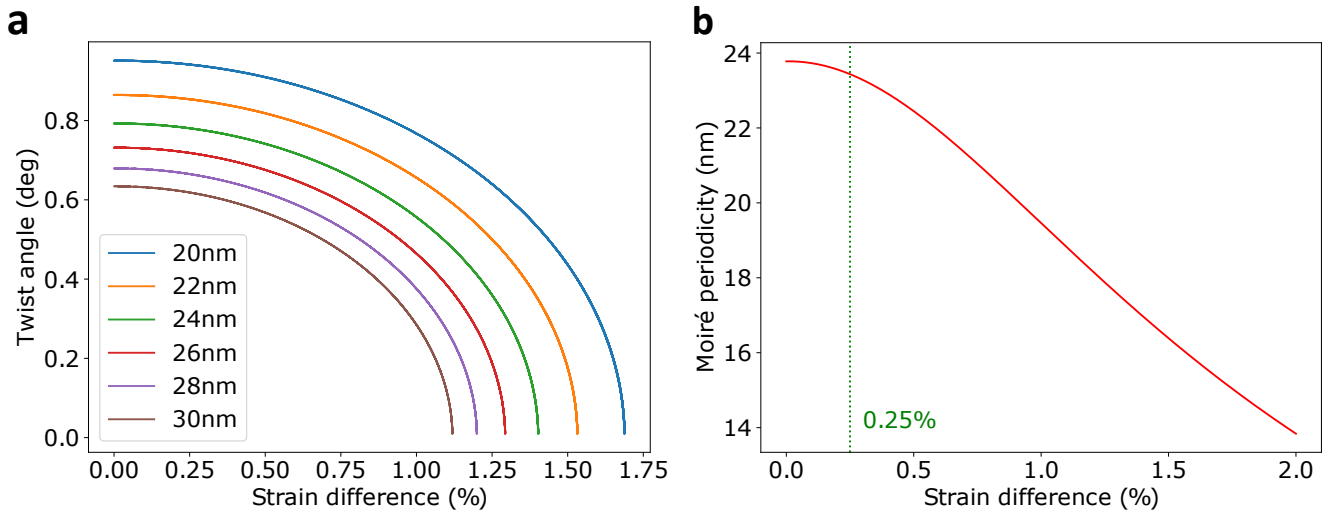 a
Twist angle (deg)
0.8
0.6
0.4
0.2
0.0
20nm
22nm
24nm
26nm
28nm
30nm
0.00 0.25 0.50 0.75 1.00 1.25 1.50 1.75
Strain difference (%)
b
Moiré periodicity (nm)
24
22
20
18
16
14
0.25%
0.0 0.5 1.0 1.5 2.0
Strain difference (%)